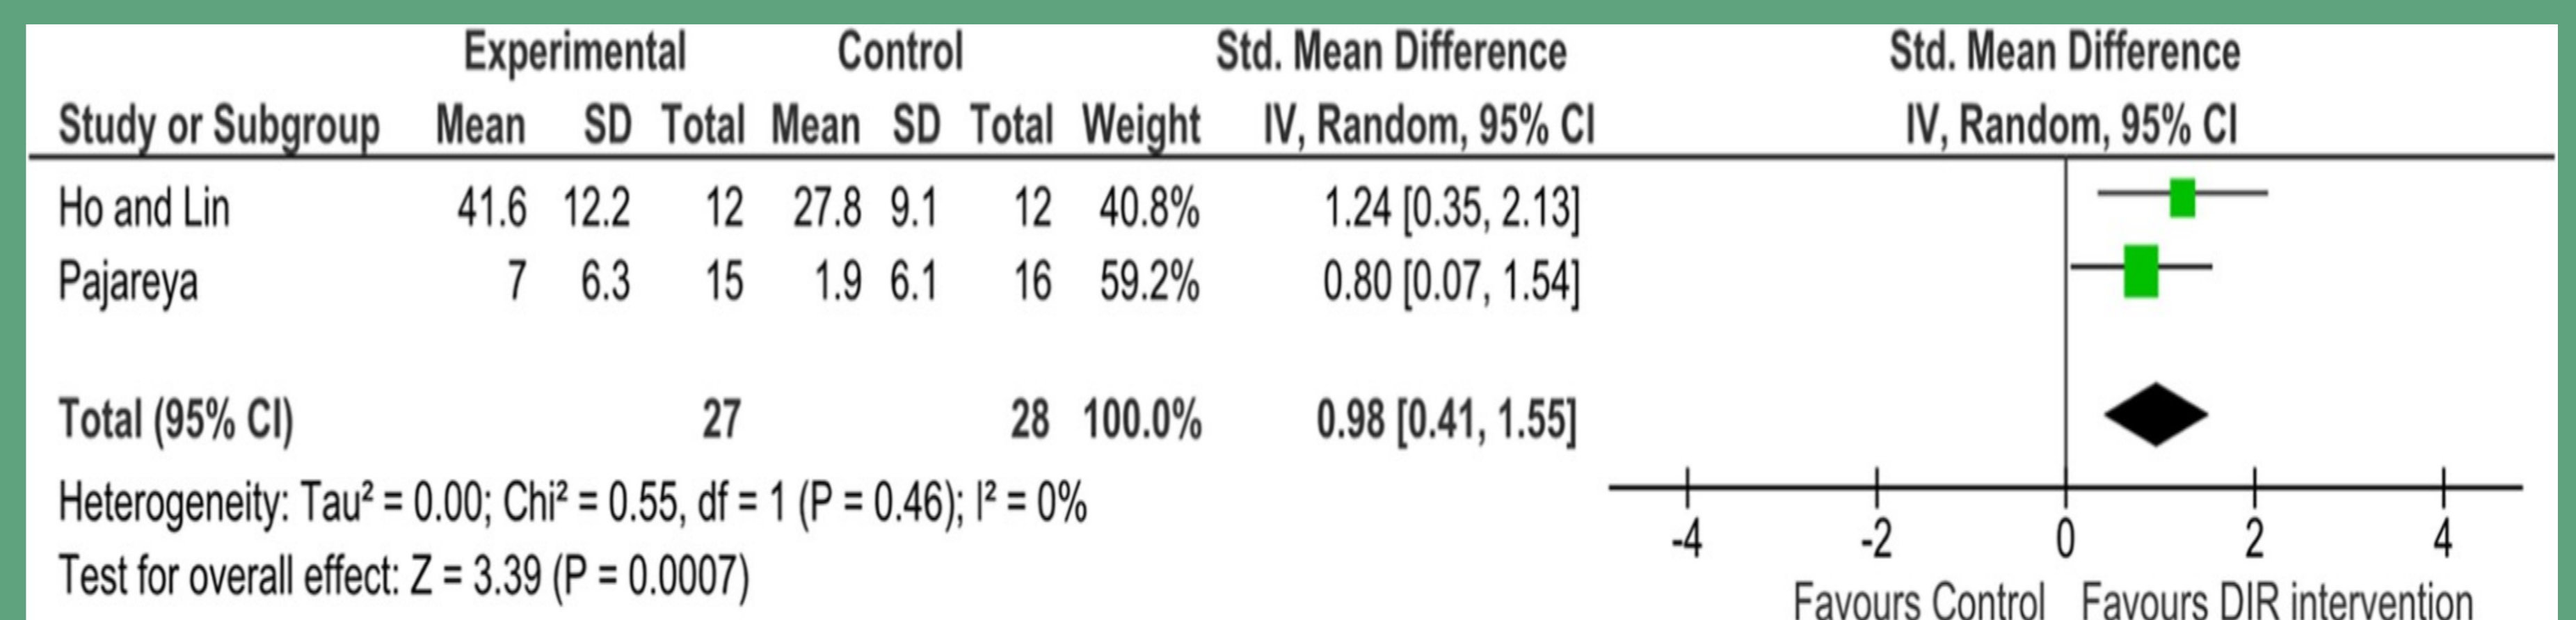 Experimental Control Std. Mean Difference Std. Mean Difference
Study or Subgroup Mean SD Total Mean SD Total Weight IV, Random, 95% CI IV, Random, 95% CI
Ho and Lin 41.6 12.2 12 27.8 9.1 12 40.8% 1.24 [0.35, 2.13]
Pajareya 7 6.3 15 1.9 6.1 16 59.2% 0.80 [0.07, 1.54]
Total (95% CI) 27 28 100.0% 0.98 [0.41, 1.55]
Heterogeneity: Tau² = 0.00; Chi² = 0.55, df = 1 (P = 0.46); I² = 0%
Test for overall effect: Z = 3.39 (P = 0.0007)
-4 -2 0 2 4
Favours Control Favours DIR intervention